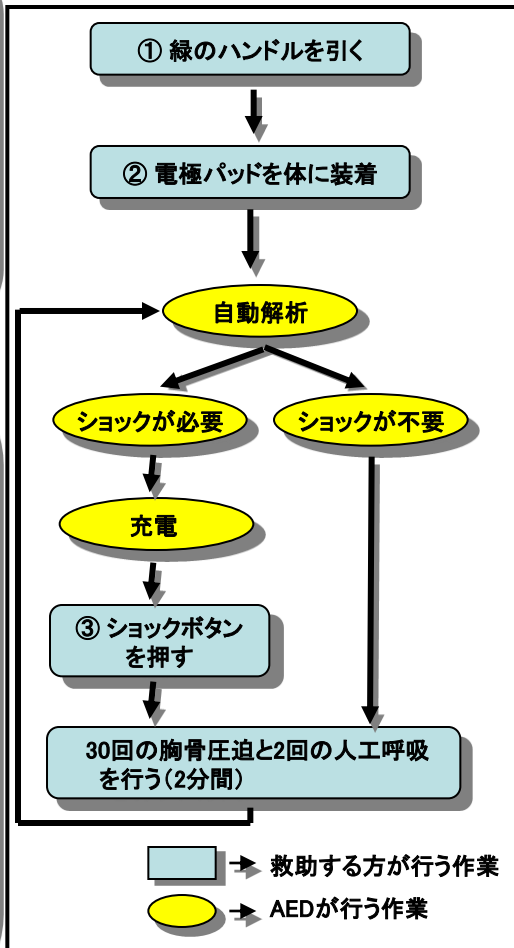 ① 緑のハンドルを引く
② 電極パッドを体に装着
自動解析
ショックが必要
ショックが不要
充電
③ ショックボタン
を押す
30回の胸骨圧迫と2回の人工呼吸
を行う（2分間）
救助する方が行う作業
AEDが行う作業